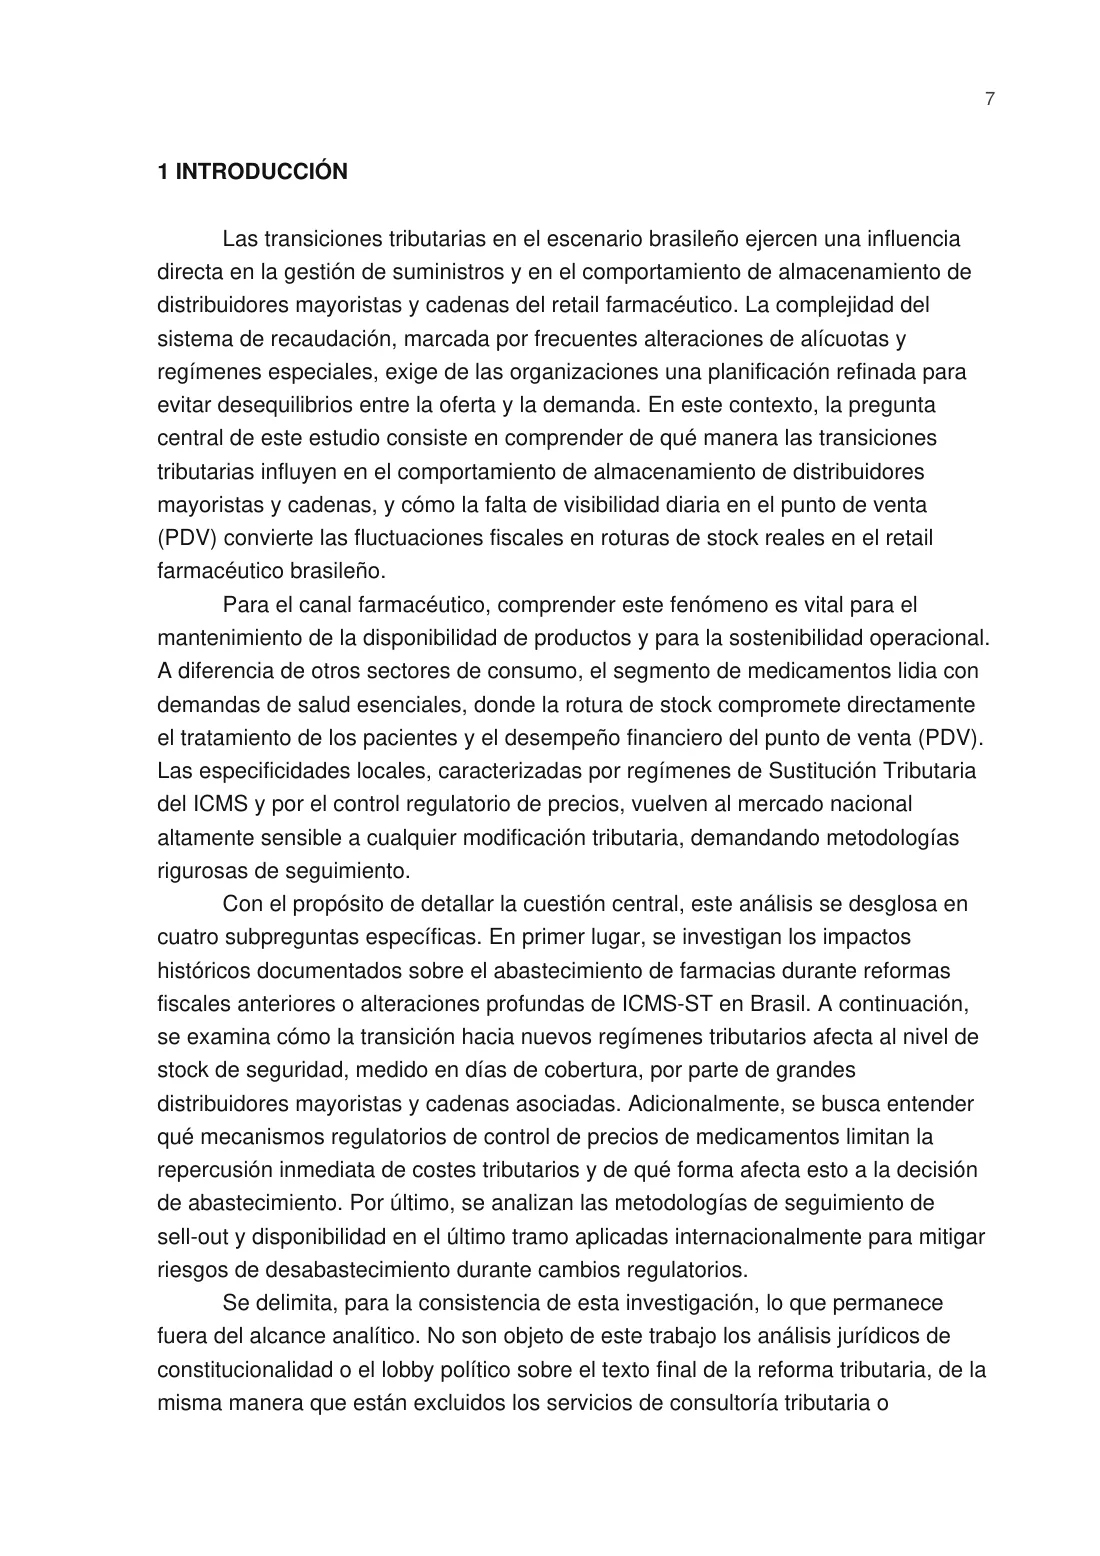 7
1 INTRODUCCIÓN
Las transiciones tributarias en el escenario brasileño ejercen una influencia
directa en la gestión de suministros y en el comportamiento de almacenamiento de
distribuidores mayoristas y cadenas del retail farmacéutico. La complejidad del
sistema de recaudación, marcada por frecuentes alteraciones de alícuotas y
regímenes especiales, exige de las organizaciones una planificación refinada para
evitar desequilibrios entre la oferta y la demanda. En este contexto, la pregunta
central de este estudio consiste en comprender de qué manera las transiciones
tributarias influyen en el comportamiento de almacenamiento de distribuidores
mayoristas y cadenas, y cómo la falta de visibilidad diaria en el punto de venta
(PDV) convierte las fluctuaciones fiscales en roturas de stock reales en el retail
farmacéutico brasileño.
Para el canal farmacéutico, comprender este fenómeno es vital para el
mantenimiento de la disponibilidad de productos y para la sostenibilidad operacional.
A diferencia de otros sectores de consumo, el segmento de medicamentos lidia con
demandas de salud esenciales, donde la rotura de stock compromete directamente
el tratamiento de los pacientes y el desempeño financiero del punto de venta (PDV).
Las especificidades locales, caracterizadas por regímenes de Sustitución Tributaria
del ICMS y por el control regulatorio de precios, vuelven al mercado nacional
altamente sensible a cualquier modificación tributaria, demandando metodologías
rigurosas de seguimiento.
Con el propósito de detallar la cuestión central, este análisis se desglosa en
cuatro subpreguntas específicas. En primer lugar, se investigan los impactos
históricos documentados sobre el abastecimiento de farmacias durante reformas
fiscales anteriores o alteraciones profundas de ICMS-ST en Brasil. A continuación,
se examina cómo la transición hacia nuevos regímenes tributarios afecta al nivel de
stock de seguridad, medido en días de cobertura, por parte de grandes
distribuidores mayoristas y cadenas asociadas. Adicionalmente, se busca entender
qué mecanismos regulatorios de control de precios de medicamentos limitan la
repercusión inmediata de costes tributarios y de qué forma afecta esto a la decisión
de abastecimiento. Por último, se analizan las metodologías de seguimiento de
sell-out y disponibilidad en el último tramo aplicadas internacionalmente para mitigar
riesgos de desabastecimiento durante cambios regulatorios.
Se delimita, para la consistencia de esta investigación, lo que permanece
fuera del alcance analítico. No son objeto de este trabajo los análisis jurídicos de
constitucionalidad o el lobby político sobre el texto final de la reforma tributaria, de la
misma manera que están excluidos los servicios de consultoría tributaria o